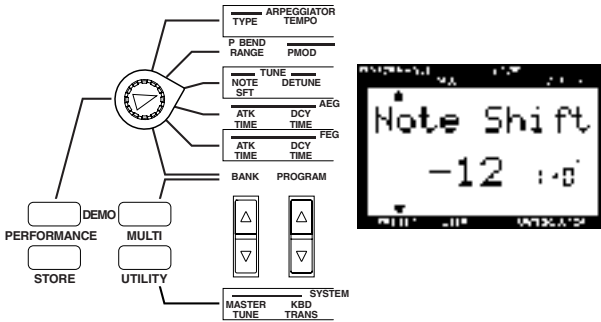 ARPEGGIATOR
TYPE TEMPO
P BEND
RANGE PMOD
TUNE
NOTE DETUNE
SFT
AEG
ATK DCY
TIME TIME
FEG
ATK DCY
TIME TIME
BANK PROGRAM
DEMO
PERFORMANCE MULTI
STORE UTILITY
SYSTEM
MASTER KBD
TUNE TRANS
Note Shift
-12